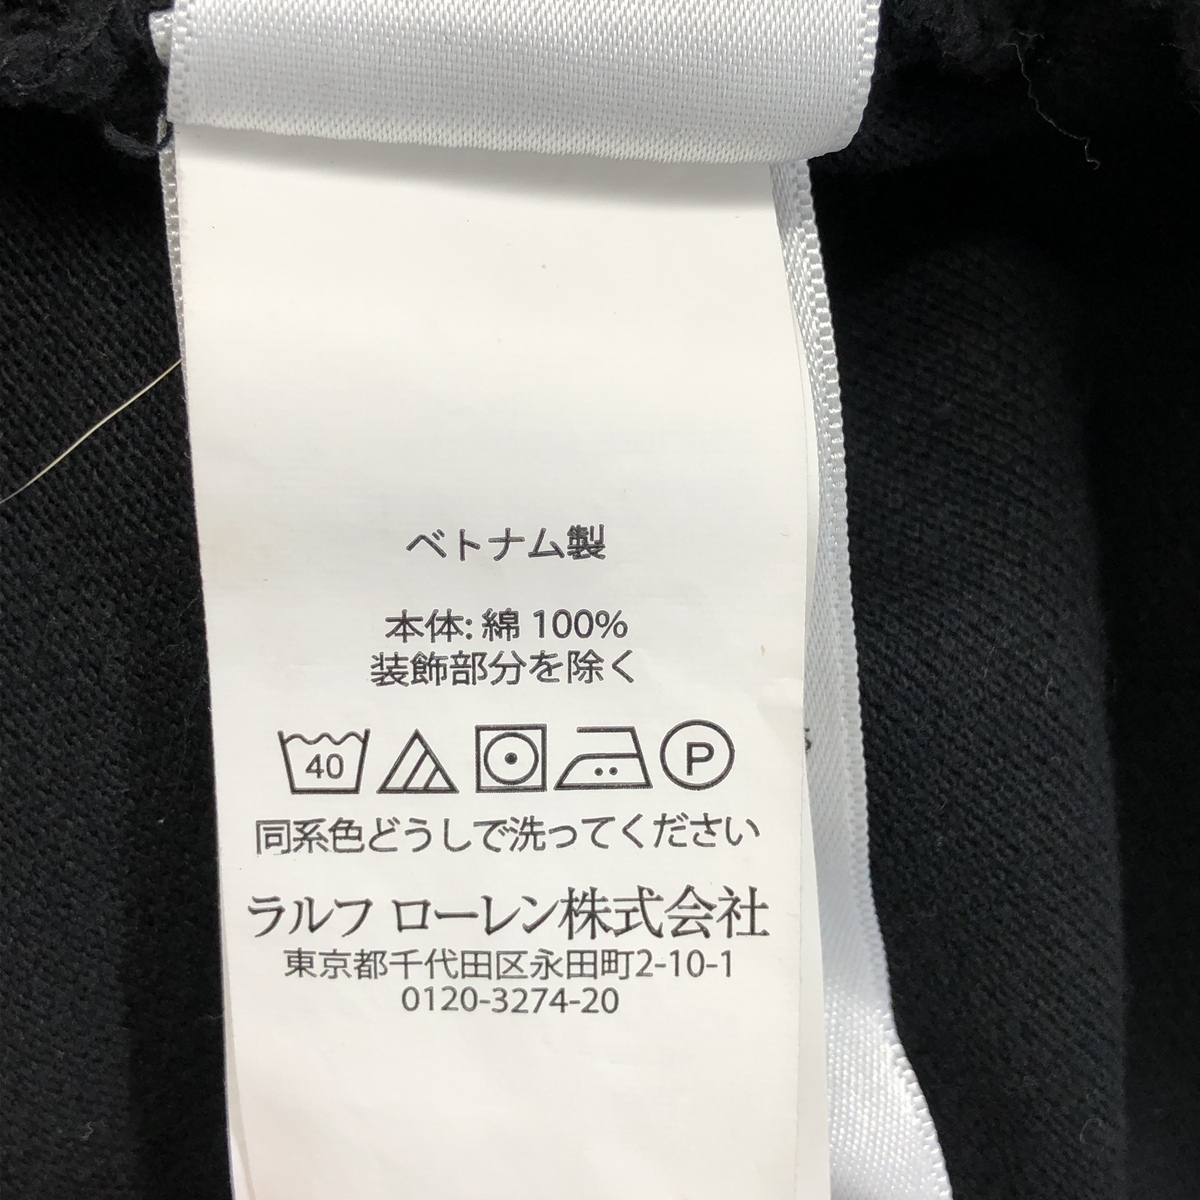 ベトナム製
本体: 綿 100%
装飾部分を除く
40 P
同系色どうしで洗ってください
ラルフ ローレン株式会社
東京都千代田区永田町2-10-1
0120-3274-20